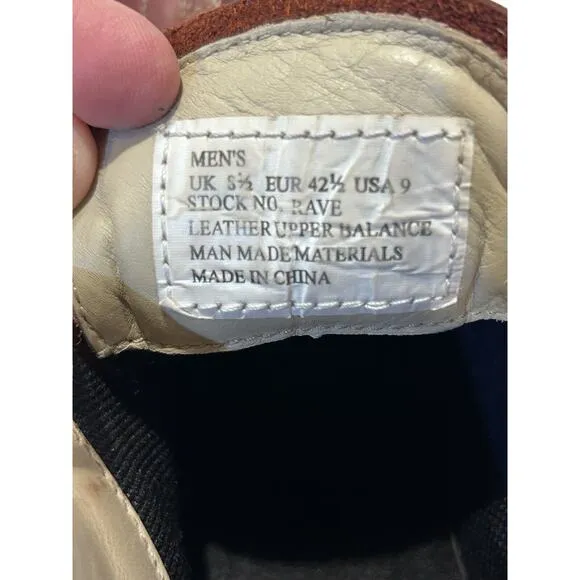 MEN'S
UK 8½ EUR 42½ USA 9
STOCK NO. RAVE
LEATHER UPPER BALANCE
MAN MADE MATERIALS
MADE IN CHINA